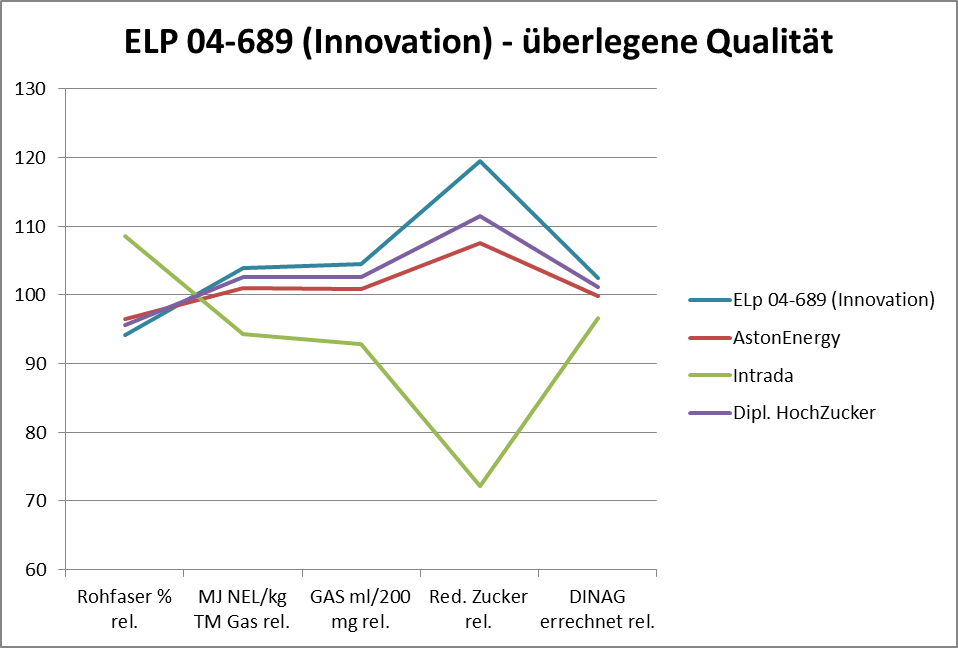 ELP 04-689 (Innovation) - überlegene Qualität
130
120
110
100
90
80
70
60
Rohfaser %
rel.
MJ NEL/kg
TM Gas rel.
GAS ml/200
mg rel.
Red. Zucker
rel.
DINAG
errechnet rel.
ELp 04-689 (Innovation)
AstonEnergy
Intrada
Dipl. HochZucker